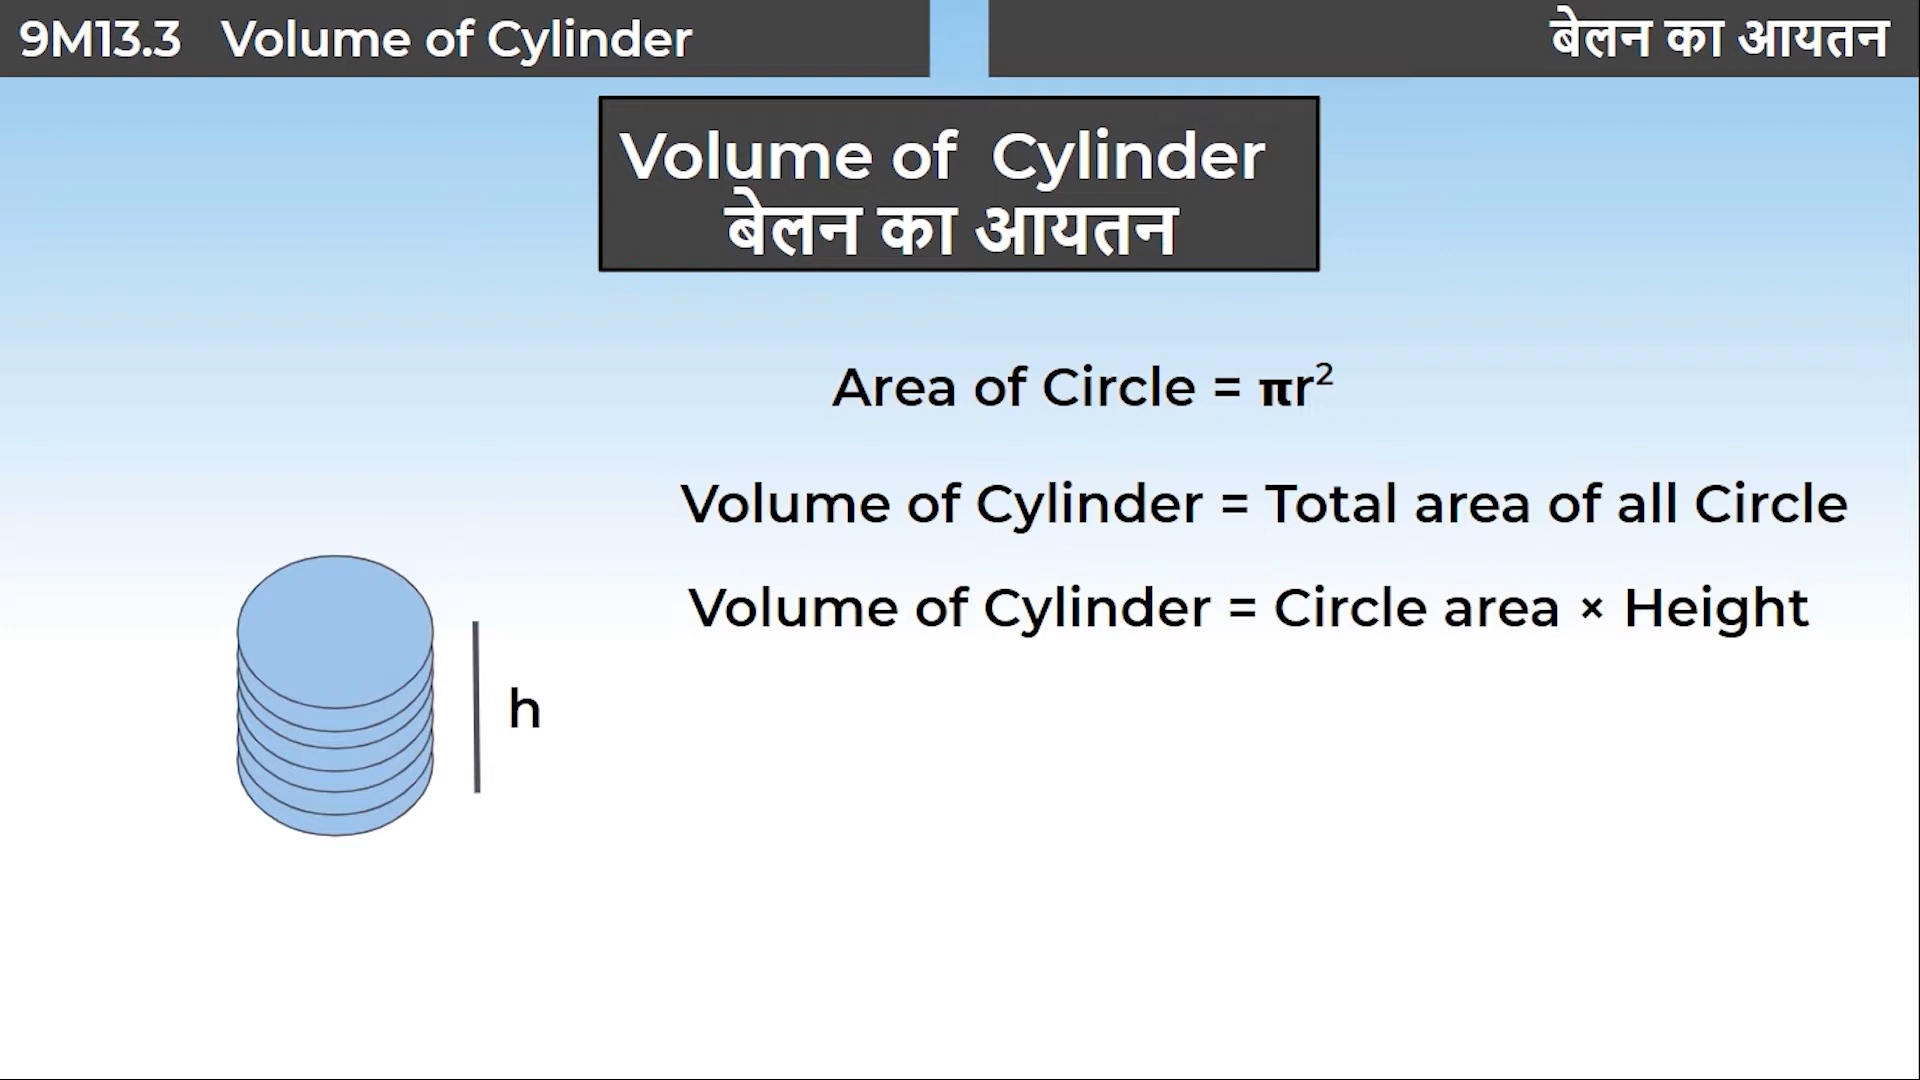 9M13.3 Volume of Cylinder
बेलन का आयतन
Volume of Cylinder
बेलन का आयतन
Area of Circle = πr²
Volume of Cylinder = Total area of all Circle
Volume of Cylinder = Circle area × Height
h